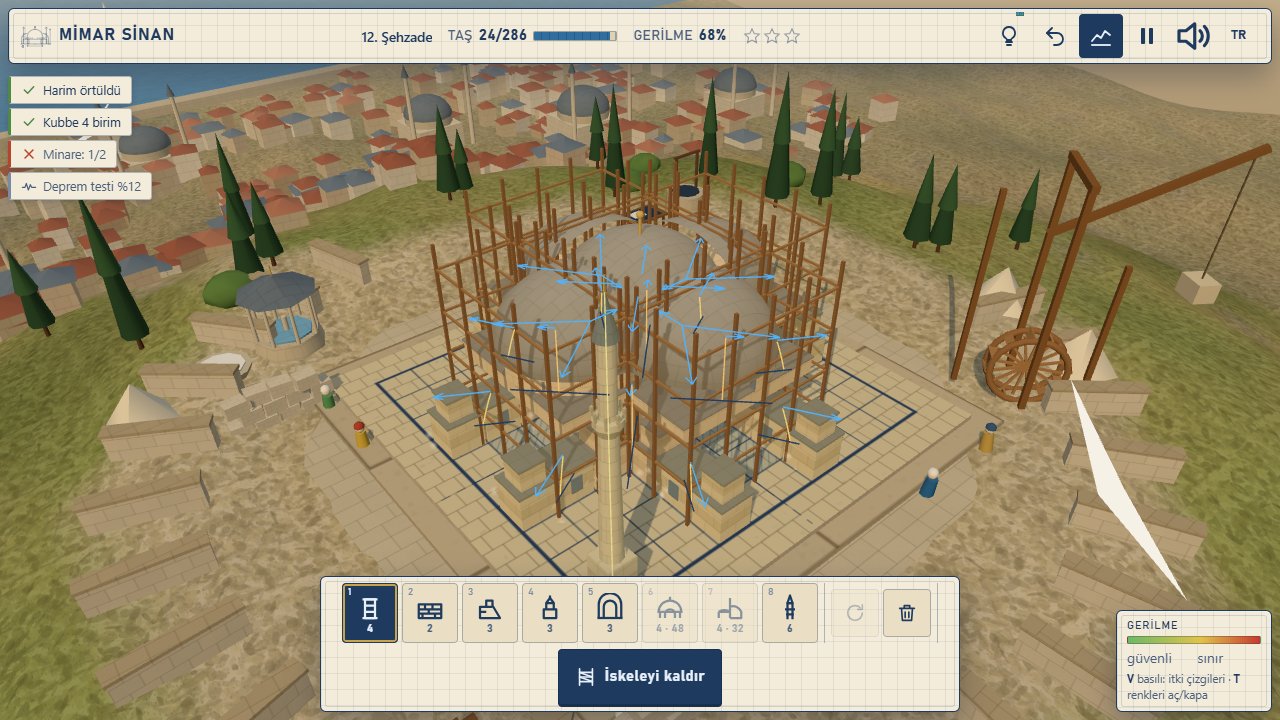 MİMAR SİNAN
12. Şehzade
TAŞ 24/286
GERİLME 68%
TR
Harim örtüldü
Kubbe 4 birim
Minare: 1/2
Deprem testi %12
1 2 3 4 5 6 7 8
4 2 3 3 3 4 · 48 4 · 32 6
İskeleyi kaldır
GERİLME
güvenli sınır
V basılı: itki çizgileri · T
renkleri aç/kapa